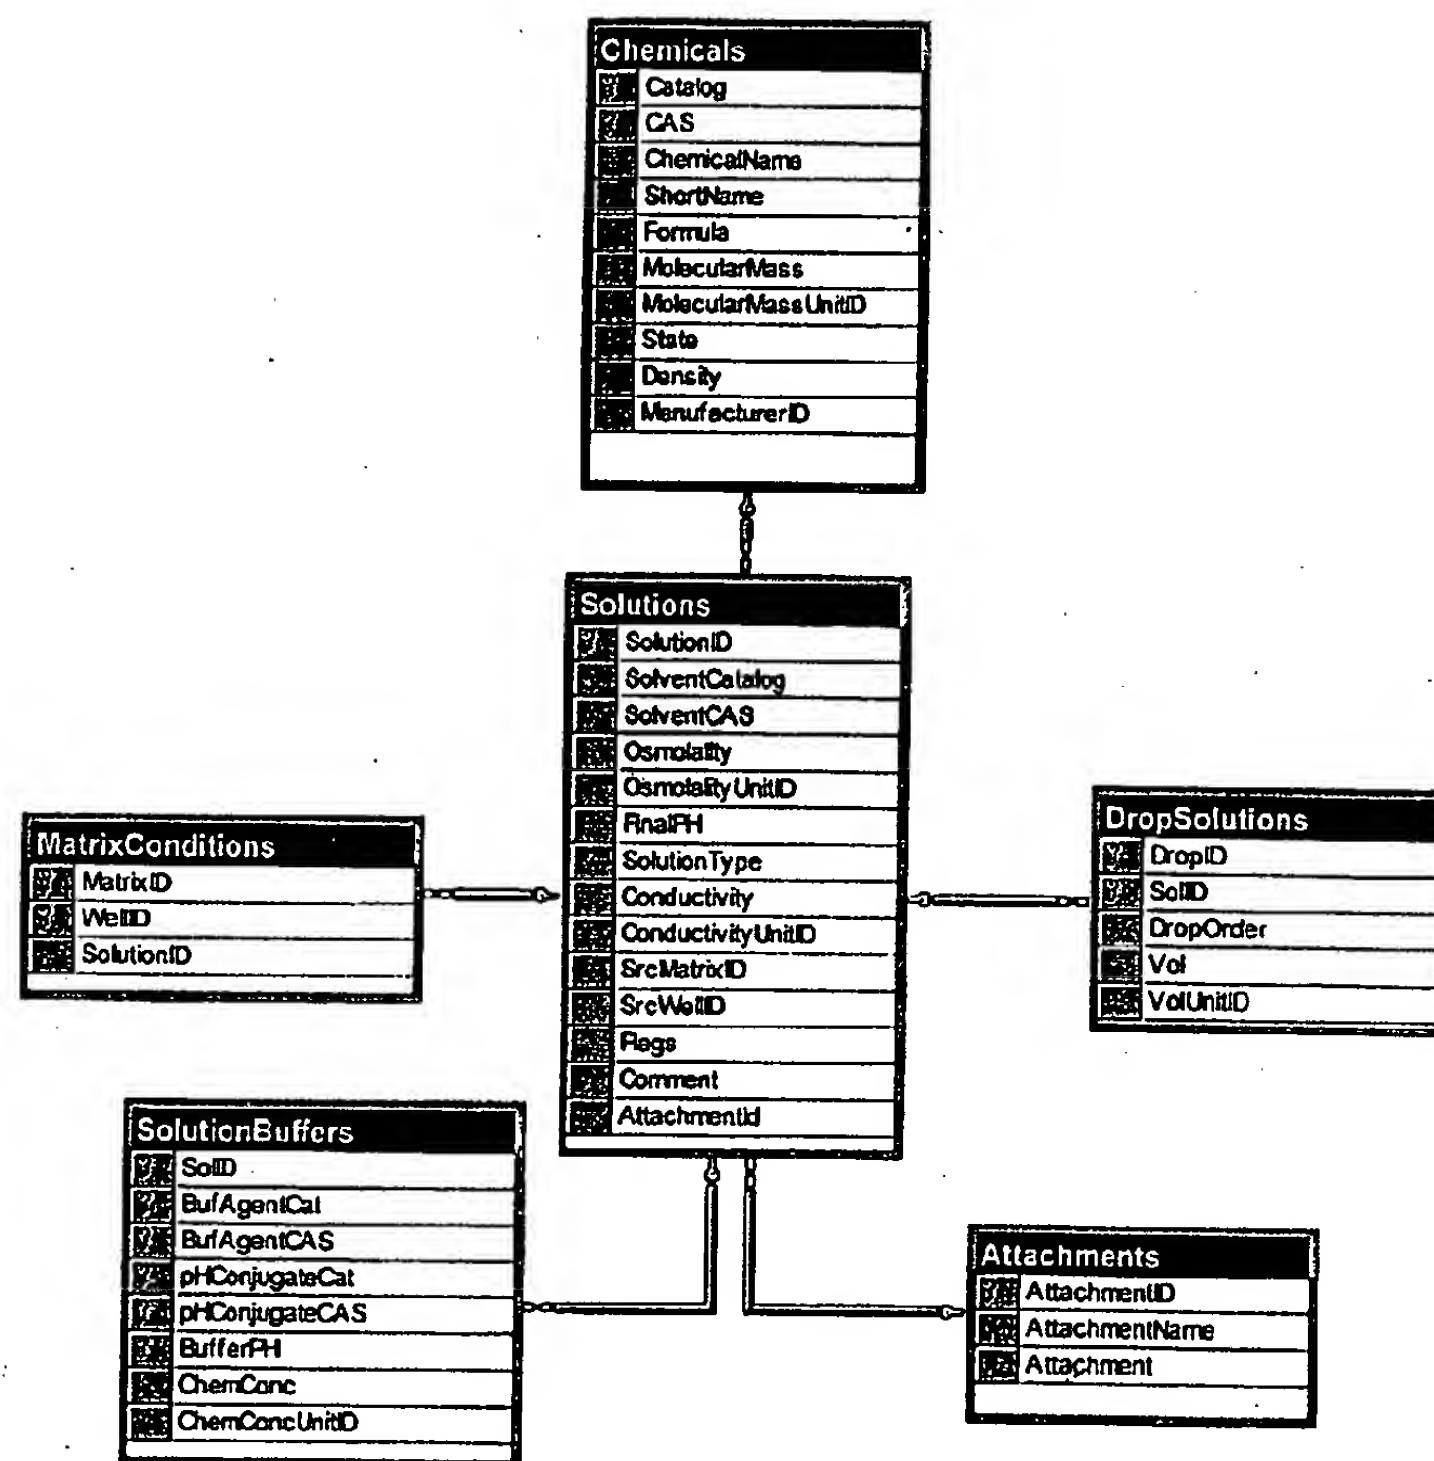 Chemicals
Catalog
CAS
ChemicalName
ShortName
Formula
MolecularMass
MolecularMassUnitID
State
Density
ManufacturerID
Solutions
SolutionID
SolventCatalog
SolventCAS
Osmolality
OsmolalityUnitID
FinalPH
SolutionType
Conductivity
ConductivityUnitID
SrcMatrixID
SrcWellID
Flags
Comment
AttachmentId
MatrixConditions
MatrixID
WellID
SolutionID
DropSolutions
DropID
SolID
DropOrder
Vol
VolUnitID
SolutionBuffers
SolID
BufAgentCat
BufAgentCAS
pHConjugateCat
pHConjugateCAS
BufferPH
ChemConc
ChemConcUnitID
Attachments
AttachmentID
AttachmentName
Attachment